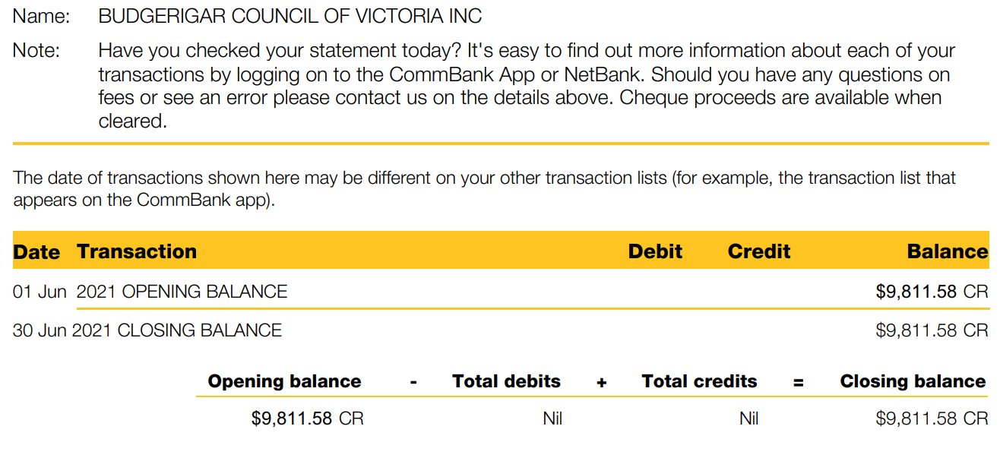 Name: BUDGERIGAR COUNCIL OF VICTORIA INC
Note: Have you checked your statement today? It's easy to find out more information about each of your
transactions by logging on to the CommBank App or NetBank. Should you have any questions on
fees or see an error please contact us on the details above. Cheque proceeds are available when
cleared.
The date of transactions shown here may be different on your other transaction lists (for example, the transaction list that
appears on the CommBank app).
Date Transaction Debit Credit Balance
01 Jun 2021 OPENING BALANCE $9,811.58 CR
30 Jun 2021 CLOSING BALANCE $9,811.58 CR
Opening balance - Total debits + Total credits = Closing balance
$9,811.58 CR Nil Nil $9,811.58 CR